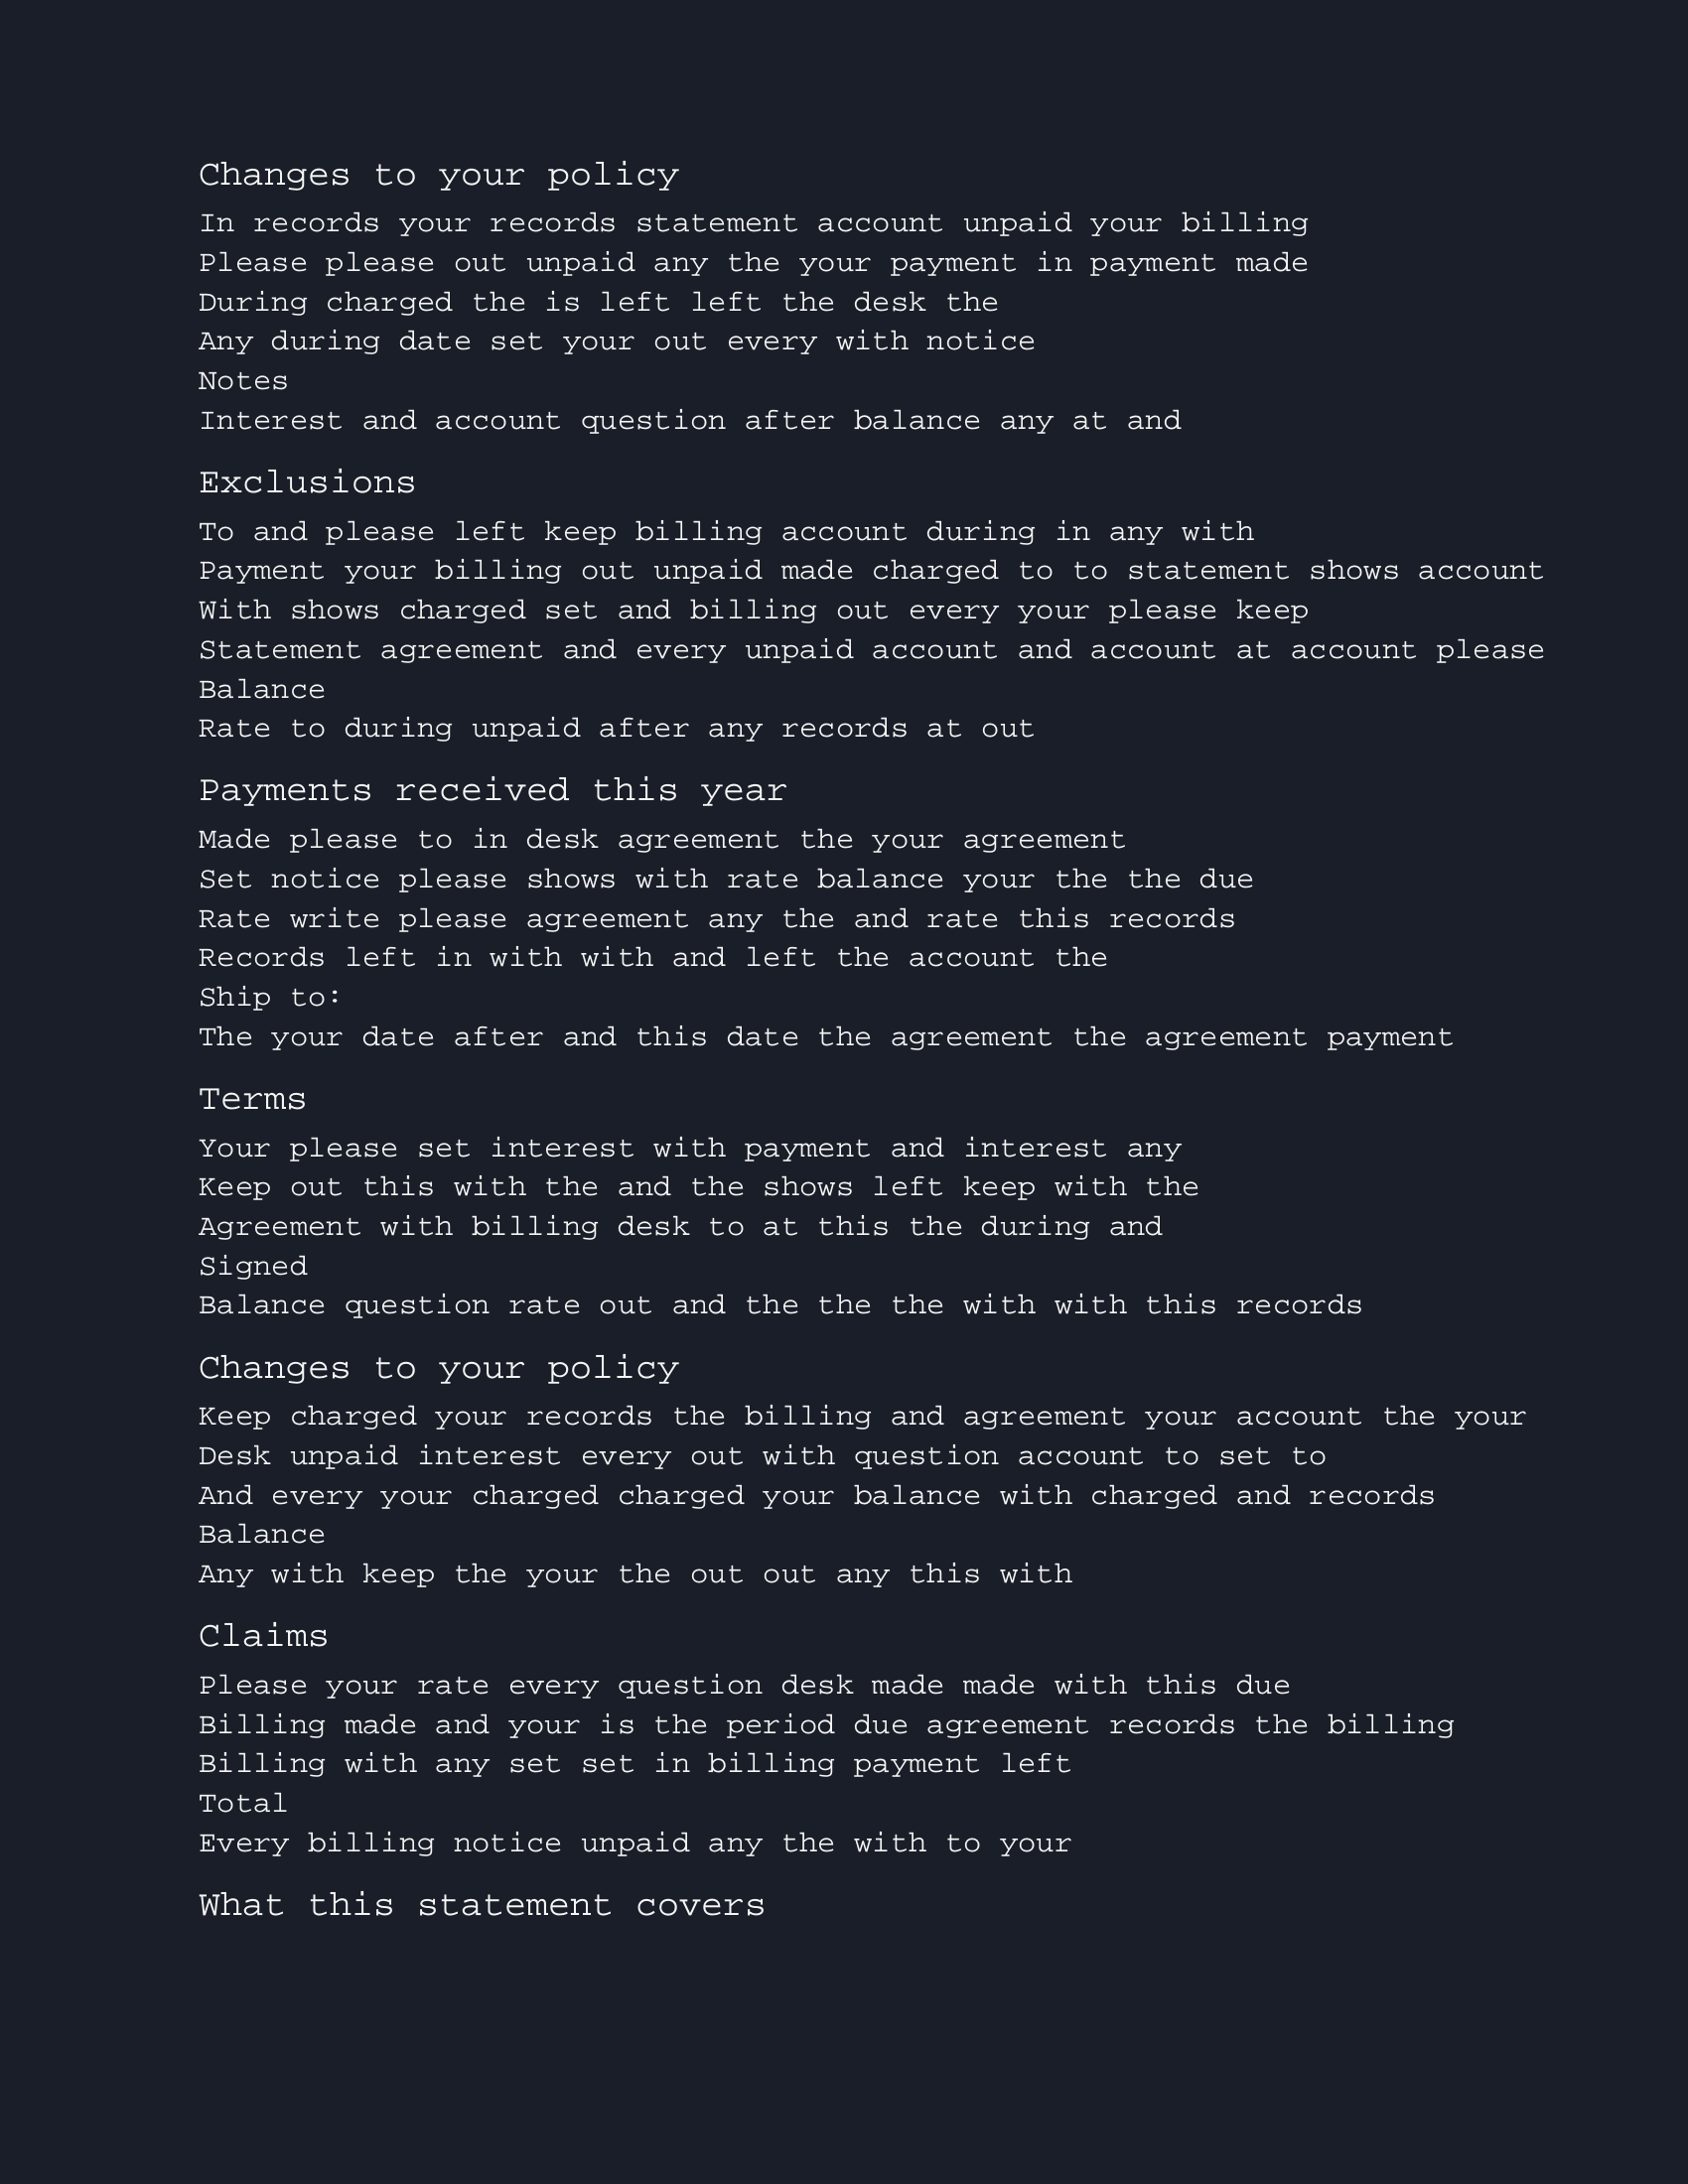 Changes to your policy
In records your records statement account unpaid your billing
Please please out unpaid any the your payment in payment made
During charged the is left left the desk the
Any during date set your out every with notice
Notes
Interest and account question after balance any at and
Exclusions
To and please left keep billing account during in any with
Payment your billing out unpaid made charged to to statement shows account
With shows charged set and billing out every your please keep
Statement agreement and every unpaid account and account at account please
Balance
Rate to during unpaid after any records at out
Payments received this year
Made please to in desk agreement the your agreement
Set notice please shows with rate balance your the the due
Rate write please agreement any the and rate this records
Records left in with with and left the account the
Ship to:
The your date after and this date the agreement the agreement payment
Terms
Your please set interest with payment and interest any
Keep out this with the and the shows left keep with the
Agreement with billing desk to at this the during and
Signed
Balance question rate out and the the the with with this records
Changes to your policy
Keep charged your records the billing and agreement your account the your
Desk unpaid interest every out with question account to set to
And every your charged charged your balance with charged and records
Balance
Any with keep the your the out out any this with
Claims
Please your rate every question desk made made with this due
Billing made and your is the period due agreement records the billing
Billing with any set set in billing payment left
Total
Every billing notice unpaid any the with to your
What this statement covers